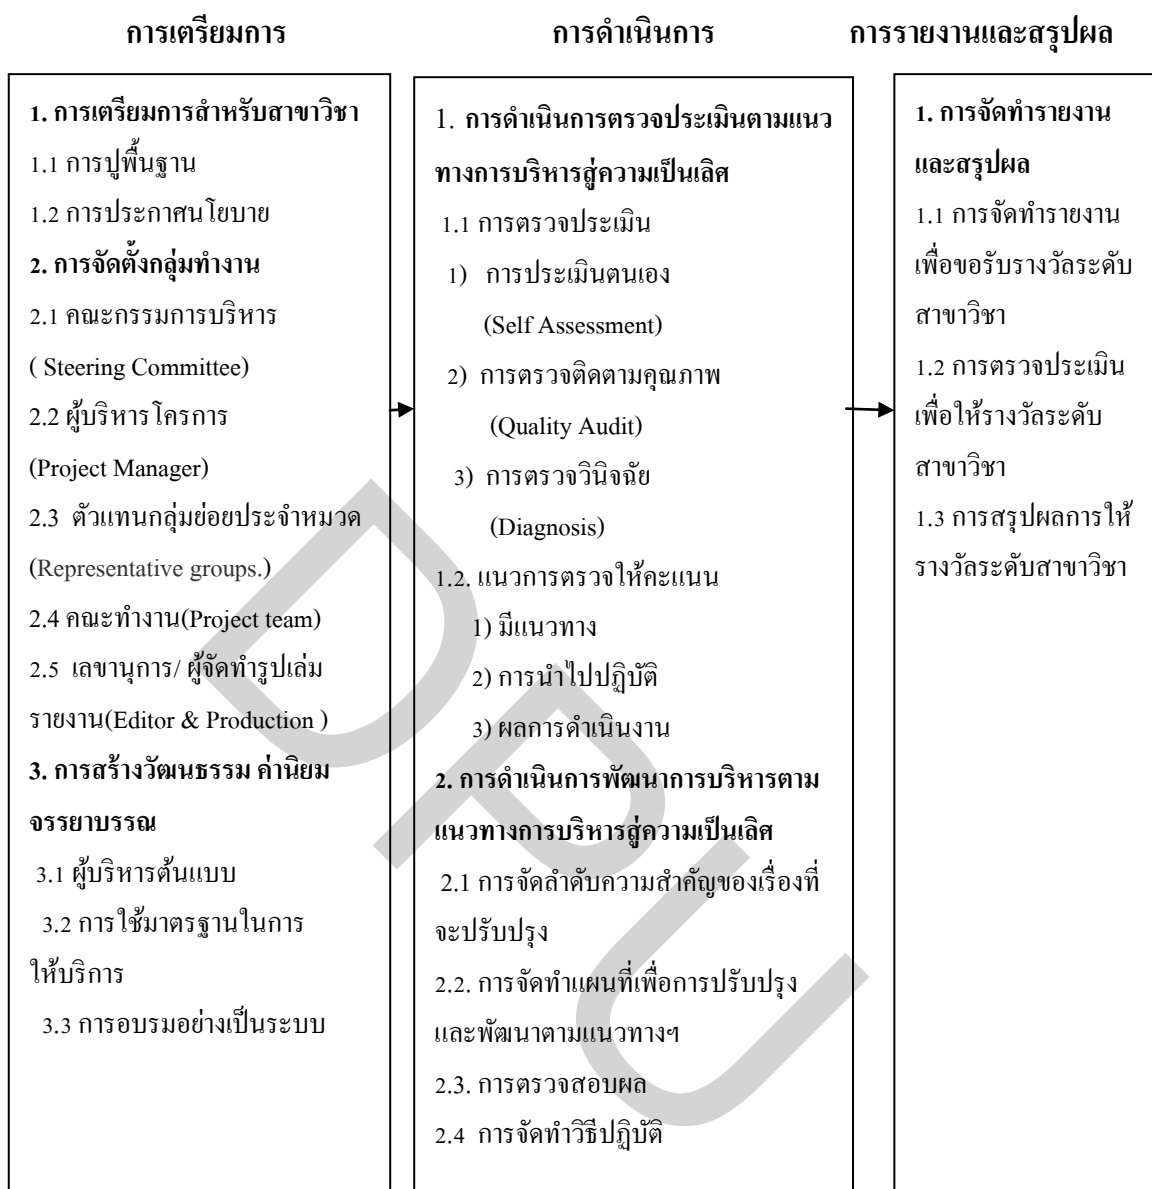 การเตรียมการ
การดำเนินการ
การรายงานและสรุปผล
1. การเตรียมการสำหรับสาขาวิชา
1.1 การปูพื้นฐาน
1.2 การประกาศนโยบาย
2. การจัดตั้งกลุ่มทำงาน
2.1 คณะกรรมการบริหาร
( Steering Committee)
2.2 ผู้บริหารโครการ
(Project Manager)
2.3 ตัวแทนกลุ่มย่อยประจำหมวด
(Representative groups.)
2.4 คณะทำงาน(Project team)
2.5 เลขานุการ/ ผู้จัดทำรูปเล่ม
รายงาน(Editor & Production )
3. การสร้างวัฒนธรรม ค่านิยม
จรรยาบรรณ
3.1 ผู้บริหารต้นแบบ
3.2 การใช้มาตรฐานในการ
ให้บริการ
3.3 การอบรมอย่างเป็นระบบ
1. การดำเนินการตรวจประเมินตามแนว
ทางการบริหารสู่ความเป็นเลิศ
1.1 การตรวจประเมิน
1) การประเมินตนเอง
(Self Assessment)
2) การตรวจติดตามคุณภาพ
(Quality Audit)
3) การตรวจวินิจฉัย
(Diagnosis)
1.2. แนวการตรวจให้คะแนน
1) มีแนวทาง
2) การนำไปปฏิบัติ
3) ผลการดำเนินงาน
2. การดำเนินการพัฒนาการบริหารตาม
แนวทางการบริหารสู่ความเป็นเลิศ
2.1 การจัดลำดับความสำคัญของเรื่องที่
จะปรับปรุง
2.2. การจัดทำแผนที่เพื่อการปรับปรุง
และพัฒนาตามแนวทางฯ
2.3. การตรวจสอบผล
2.4 การจัดทำวิธีปฏิบัติ
1. การจัดทำรายงาน
และสรุปผล
1.1 การจัดทำรายงาน
เพื่อขอรับรางวัลระดับ
สาขาวิชา
1.2 การตรวจประเมิน
เพื่อให้รางวัลระดับ
สาขาวิชา
1.3 การสรุปผลการให้
รางวัลระดับสาขาวิชา
DPU